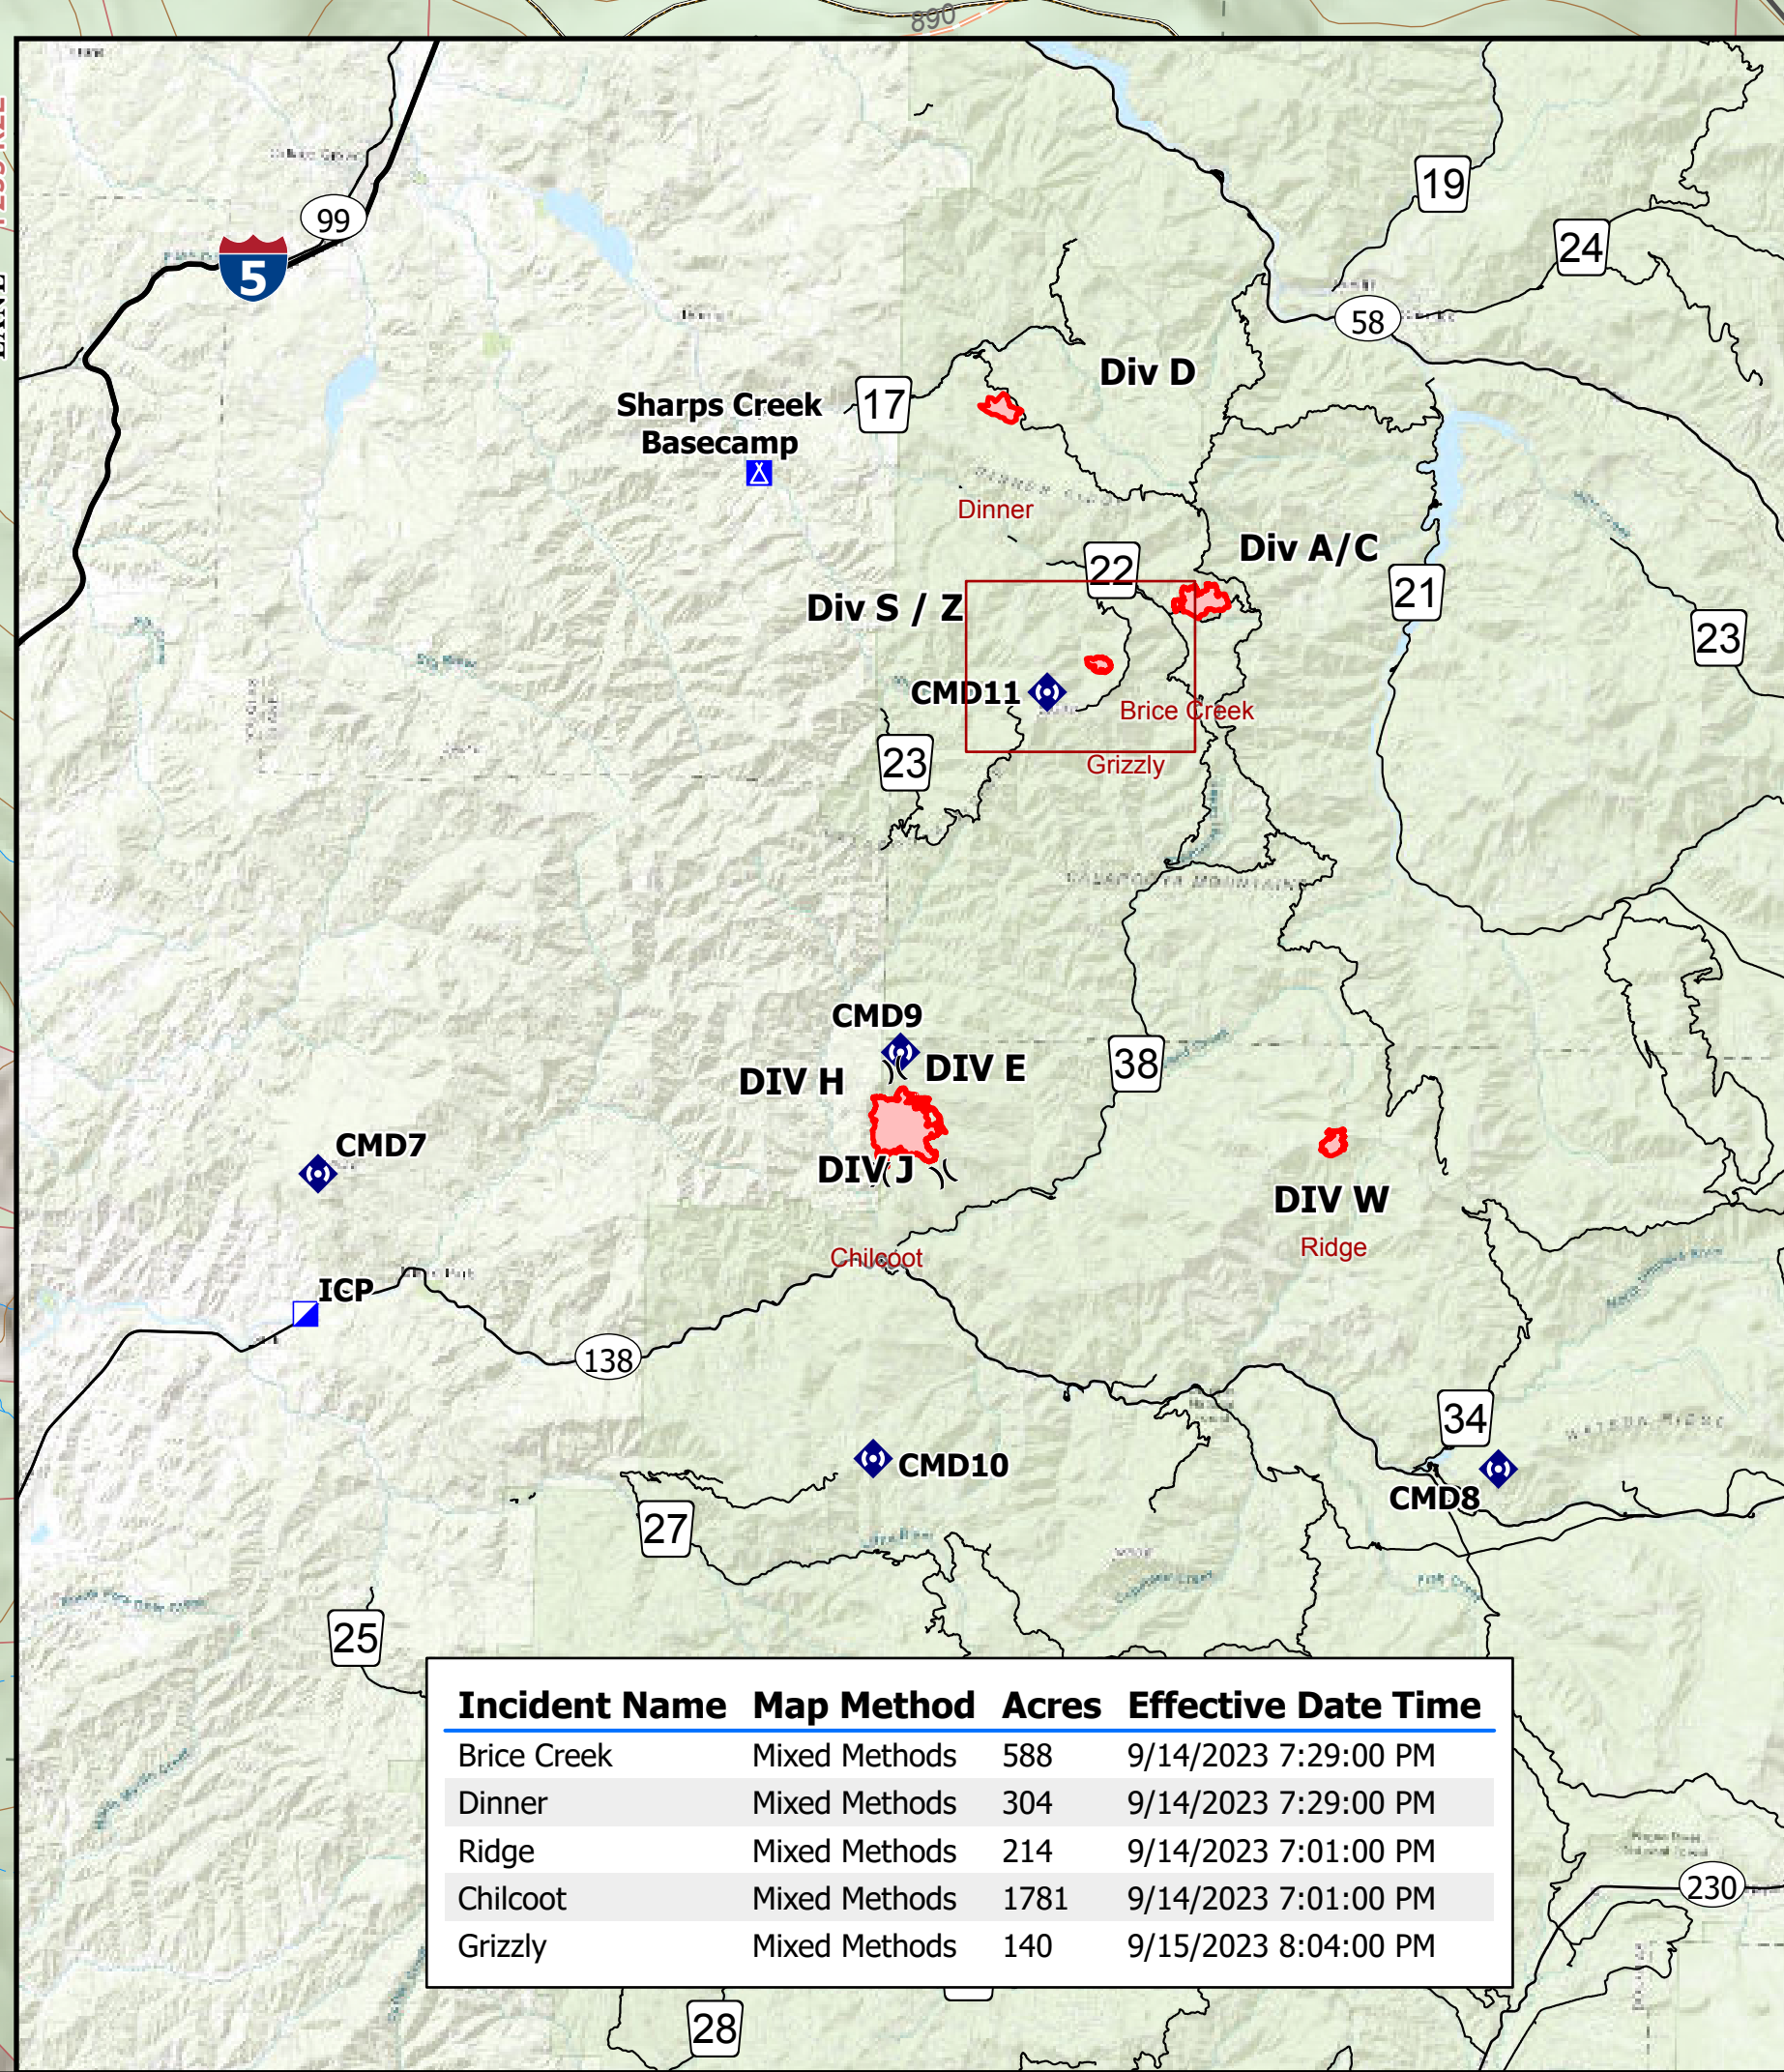 890
LANE
19
99
24
5
58
Div D
17
Sharps Creek
Basecamp
Dinner
Div A/C
22
21
Div S / Z
23
CMD11
Brice Creek
23
Grizzly
CALAPOOYA MOUNTAINS
CMD9
38
DIV E
DIV H
CMD7
DIV J
DIV W
Ridge
Chilcoot
ICP
138
34
WATSON RIDGE
CMD10
CMD8
27
25
Incident Name Map Method Acres Effective Date Time
Brice Creek Mixed Methods 588 9/14/2023 7:29:00 PM
Dinner Mixed Methods 304 9/14/2023 7:29:00 PM
Ridge Mixed Methods 214 9/14/2023 7:01:00 PM
Chilcoot Mixed Methods 1781 9/14/2023 7:01:00 PM
Grizzly Mixed Methods 140 9/15/2023 8:04:00 PM
230
28